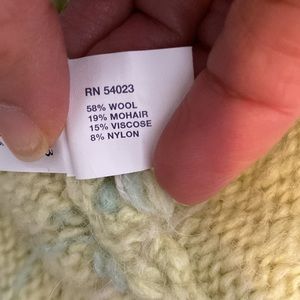 RN 54023
58% WOOL
19% MOHAIR
15% VISCOSE
8% NYLON